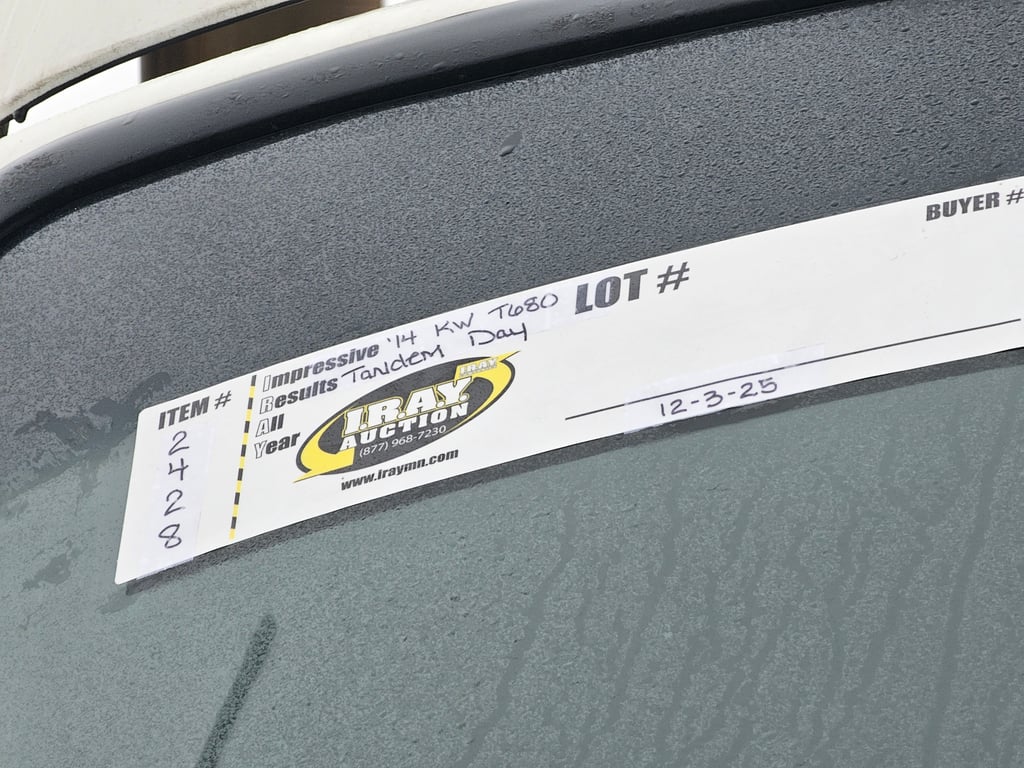 BUYER #
LOT #
ITEM #
2
4
2
8
Impressive '14 KW T680
Results Tandem Day
All
Year
IRAY
I.R.A.Y.
AUCTION
(877) 968-7230
www.iraymn.com
12-3-25